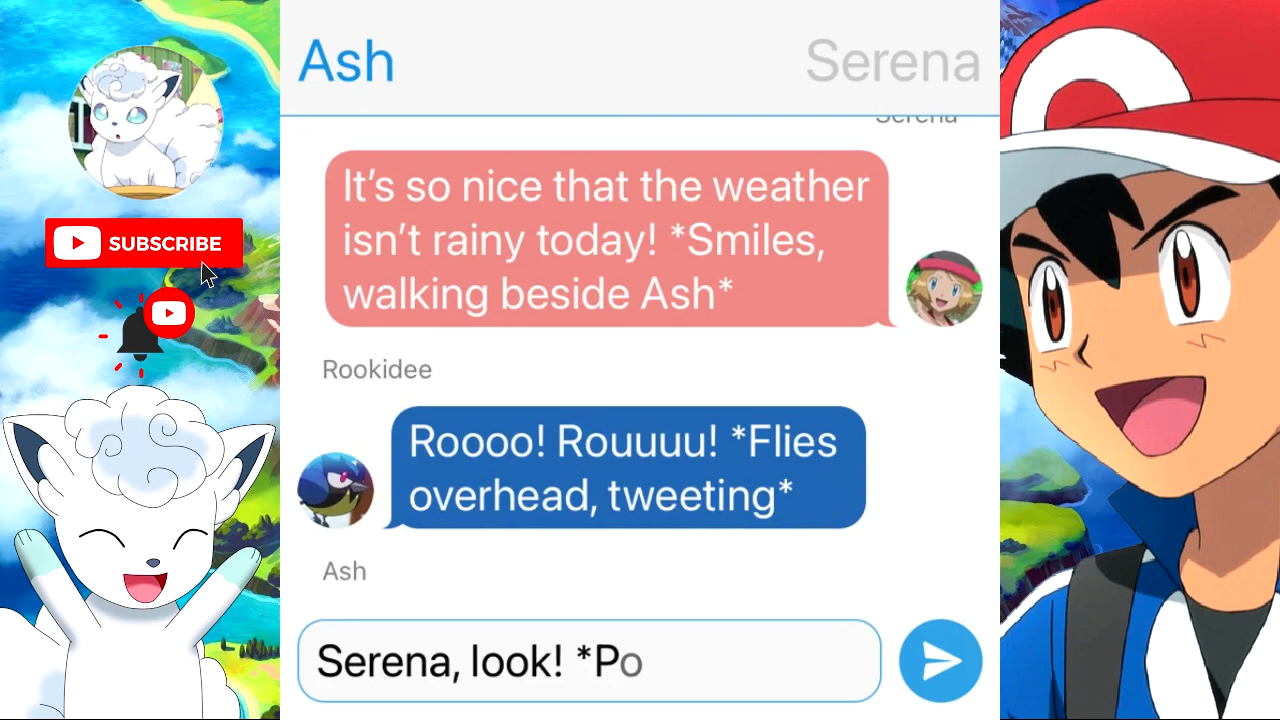 Ash
Serena
Serena
It’s so nice that the weather
isn’t rainy today! *Smiles,
walking beside Ash*
SUBSCRIBE
Rookidee
Roooo! Rouuuu! *Flies
overhead, tweeting*
Ash
Serena, look! *Po